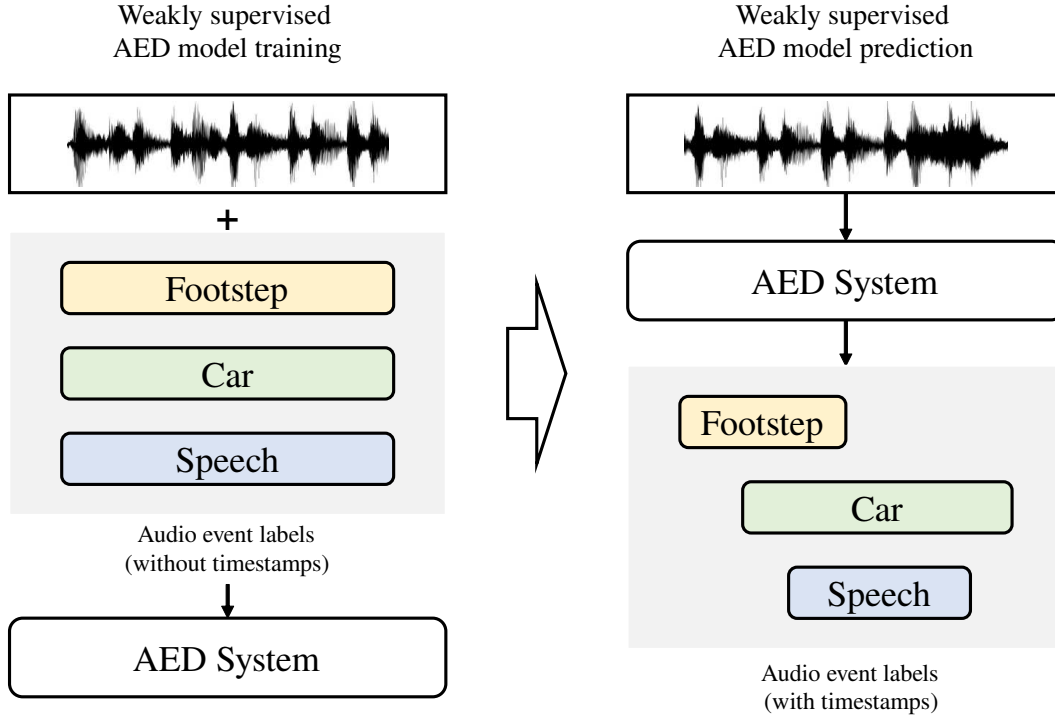 Weakly supervised
AED model training
+
Footstep
Car
Speech
Audio event labels
(without timestamps)
AED System
Weakly supervised
AED model prediction
AED System
Footstep
Car
Speech
Audio event labels
(with timestamps)